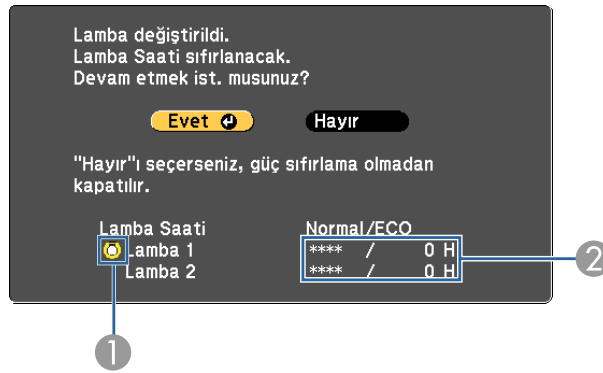 Lamba değiştirildi.
Lamba Saati sıfırlanacak.
Devam etmek ist. musunuz?
Evet Hayır
"Hayır"ı seçerseniz, güç sıfırlama olmadan
kapatılır.
Lamba Saati Normal/ECO
Lamba 1 **** / 0 H
Lamba 2 **** / 0 H
1
2